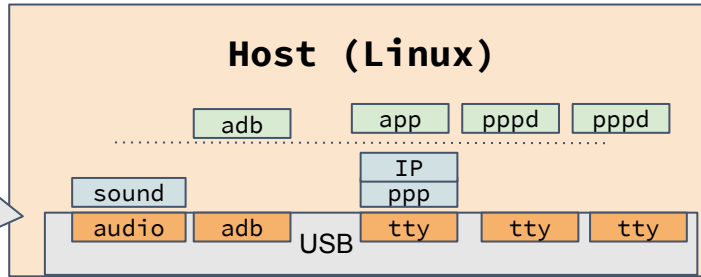 Host (Linux)
adb app pppd pppd
IP
sound ppp
audio adb USB tty tty tty